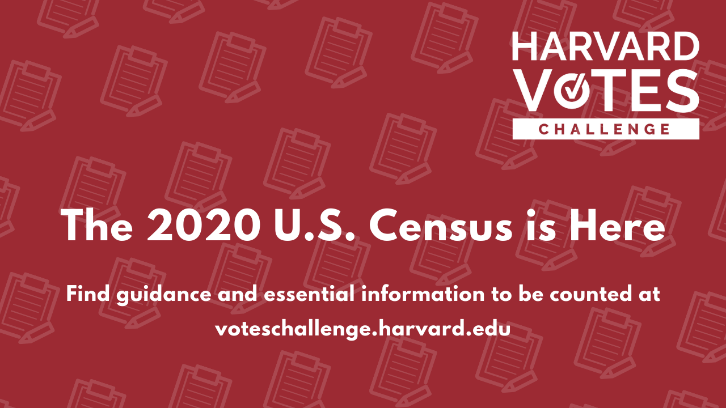 HARVARD
VOTES
CHALLENGE
The 2020 U.S. Census is Here
Find guidance and essential information to be counted at
voteschallenge.harvard.edu